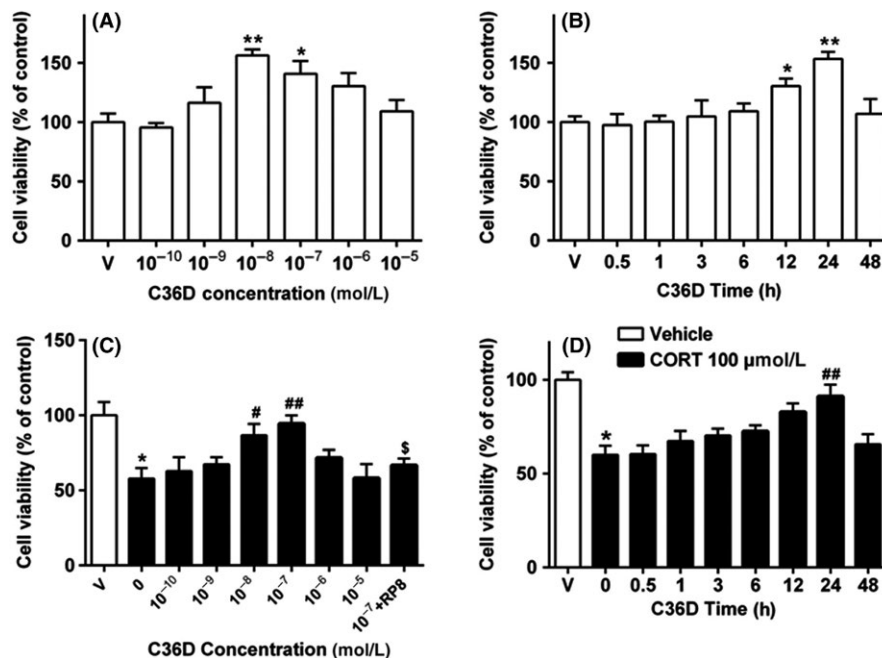 (A)
Cell viability (% of control)
150
100
50
0
**
*
V 10⁻¹⁰ 10⁻⁹ 10⁻⁸ 10⁻⁷ 10⁻⁶ 10⁻⁵
C36D concentration (mol/L)
(B)
Cell viability (% of control)
150
100
50
0
*
**
V 0.5 1 3 6 12 24 48
C36D Time (h)
(C)
Cell viability (% of control)
150
100
50
0
*
#
##
$
V 0 10⁻¹⁰ 10⁻⁹ 10⁻⁸ 10⁻⁷ 10⁻⁶ 10⁻⁵ 10⁻⁷+RP8
C36D Concentration (mol/L)
(D)
Vehicle
CORT 100 µmol/L
Cell viability (% of control)
100
50
0
*
##
V 0 0.5 1 3 6 12 24 48
C36D Time (h)